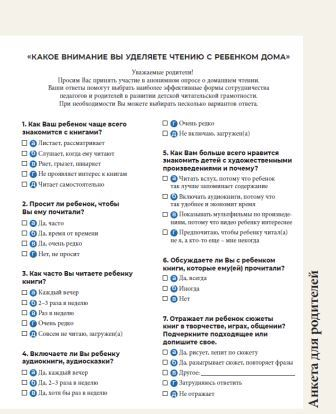 «КАКОЕ ВНИМАНИЕ ВЫ УДЕЛЯЕТЕ ЧТЕНИЮ С РЕБЕНКОМ ДОМА»
Уважаемые родители!
Просим Вас принять участие в анонимном опросе о домашнем чтении.
Ваши ответы помогут выбрать наиболее эффективные формы сотрудничества
педагогов и родителей в развитии детской читательской грамотности.
При необходимости Вы можете выбирать несколько вариантов ответа.
1. Как Ваш ребенок чаще всего
знакомится с книгами?
а Листает, рассматривает
б Слушает, когда ему читают
в Рвет, грызет, швыряет
г Не проявляет интерес к книгам
д Читает самостоятельно
2. Просит ли ребенок, чтобы
Вы ему почитали?
а Да, часто
б Да, время от времени
в Да, очень редко
г Нет, не просит
3. Как часто Вы читаете ребенку
книги?
а Каждый вечер
б 2–3 раза в неделю
в Раз в неделю
г Очень редко
д Совсем не читаю, загружен(а)
4. Включаете ли Вы ребенку
аудиокниги, аудиосказки?
а Да, каждый вечер
б Да, 2–3 раза в неделю
в Да, хотя бы раз в неделю
г Очень редко
д Не включаю, загружен(а)
5. Как Вам больше всего нравится
знакомить детей с художественными
произведениями и почему?
а Читать вслух, потому что ребенок
так лучше запоминает содержание
б Включать аудиокниги, потому что
так удобнее и экономит время
в Показывать мультфильмы по произведе-
ниям, потому что видео ребенку интереснее
г Предпочитаю, чтобы ребенку читал(а)
не я, а кто-то еще – мне некогда
6. Обсуждаете ли Вы с ребенком
книги, которые ему(ей) прочитали?
а Да, всегда
б Иногда
в Нет
7. Отражает ли ребенок сюжеты
книг в творчестве, играх, общении?
Подчеркните подходящее или
допишите свое.
а Да, рисует, лепит по сюжету
б Да, разыгрывает сюжет, повторяет фразы
в Другое:
г Затрудняюсь ответить
д Не отражает
Анкета для родителей